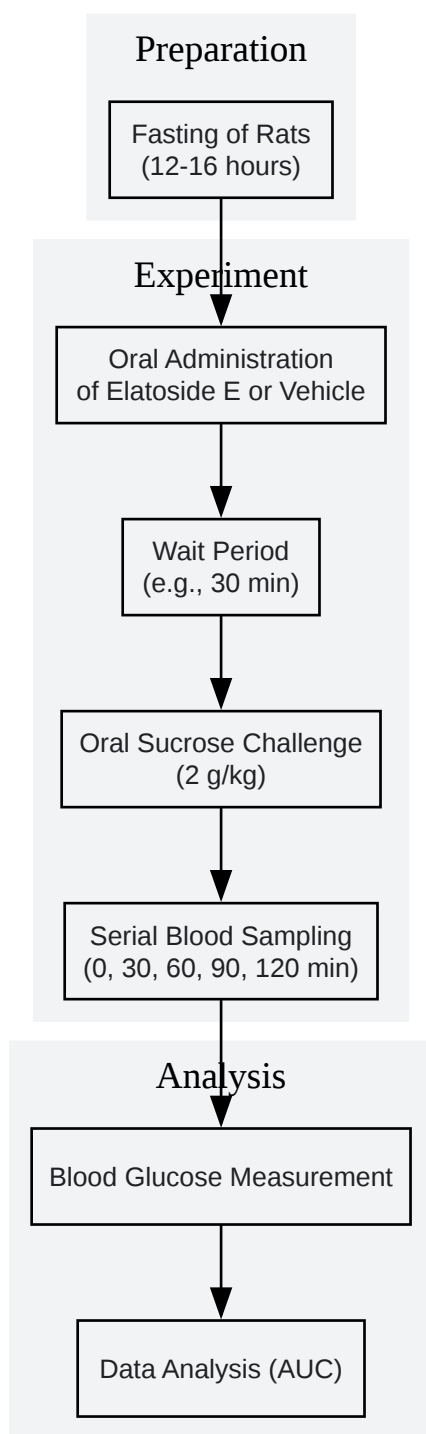 Preparation
Fasting of Rats
(12-16 hours)
Experiment
Oral Administration
of Elatoside E or Vehicle
Wait Period
(e.g., 30 min)
Oral Sucrose Challenge
(2 g/kg)
Serial Blood Sampling
(0, 30, 60, 90, 120 min)
Analysis
Blood Glucose Measurement
Data Analysis (AUC)